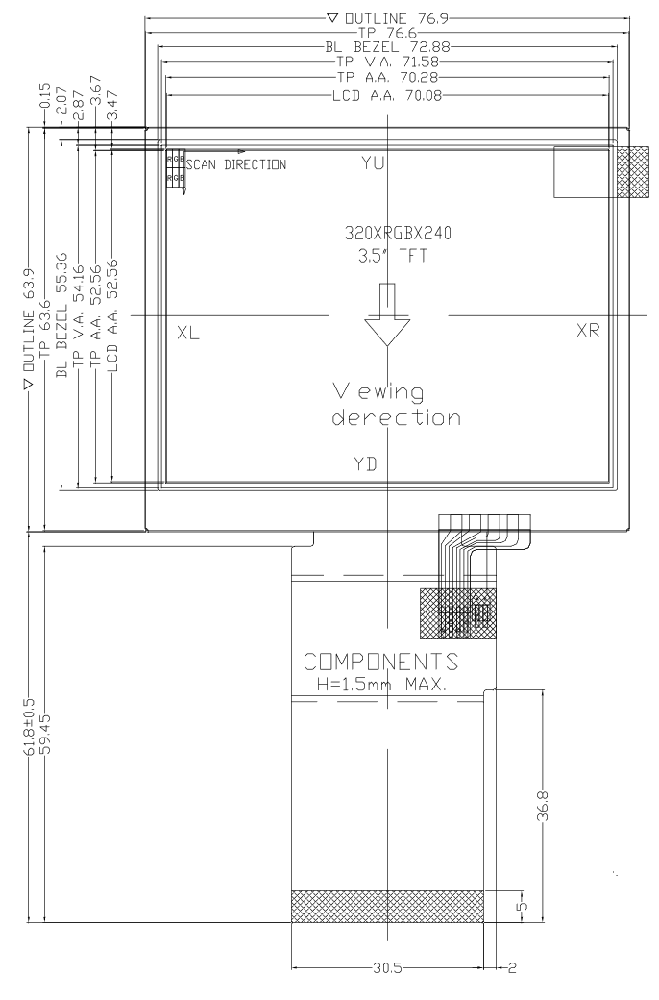 ▽ OUTLINE 76.9
TP 76.6
BL BEZEL 72.88
TP V.A. 71.58
TP A.A. 70.28
LCD A.A. 70.08
0.15
2.07
2.87
3.67
3.47
▽ OUTLINE 63.9
TP 63.6
BL BEZEL 55.36
TP V.A. 54.16
TP A.A. 52.56
LCD A.A. 52.56
RGB
RGB
SCAN DIRECTION
YU
320XRGBX240
3.5" TFT
XL
XR
Viewing
derection
YD
COMPONENTS
H=1.5mm MAX.
61.8±0.5
59.45
36.8
5
30.5
2